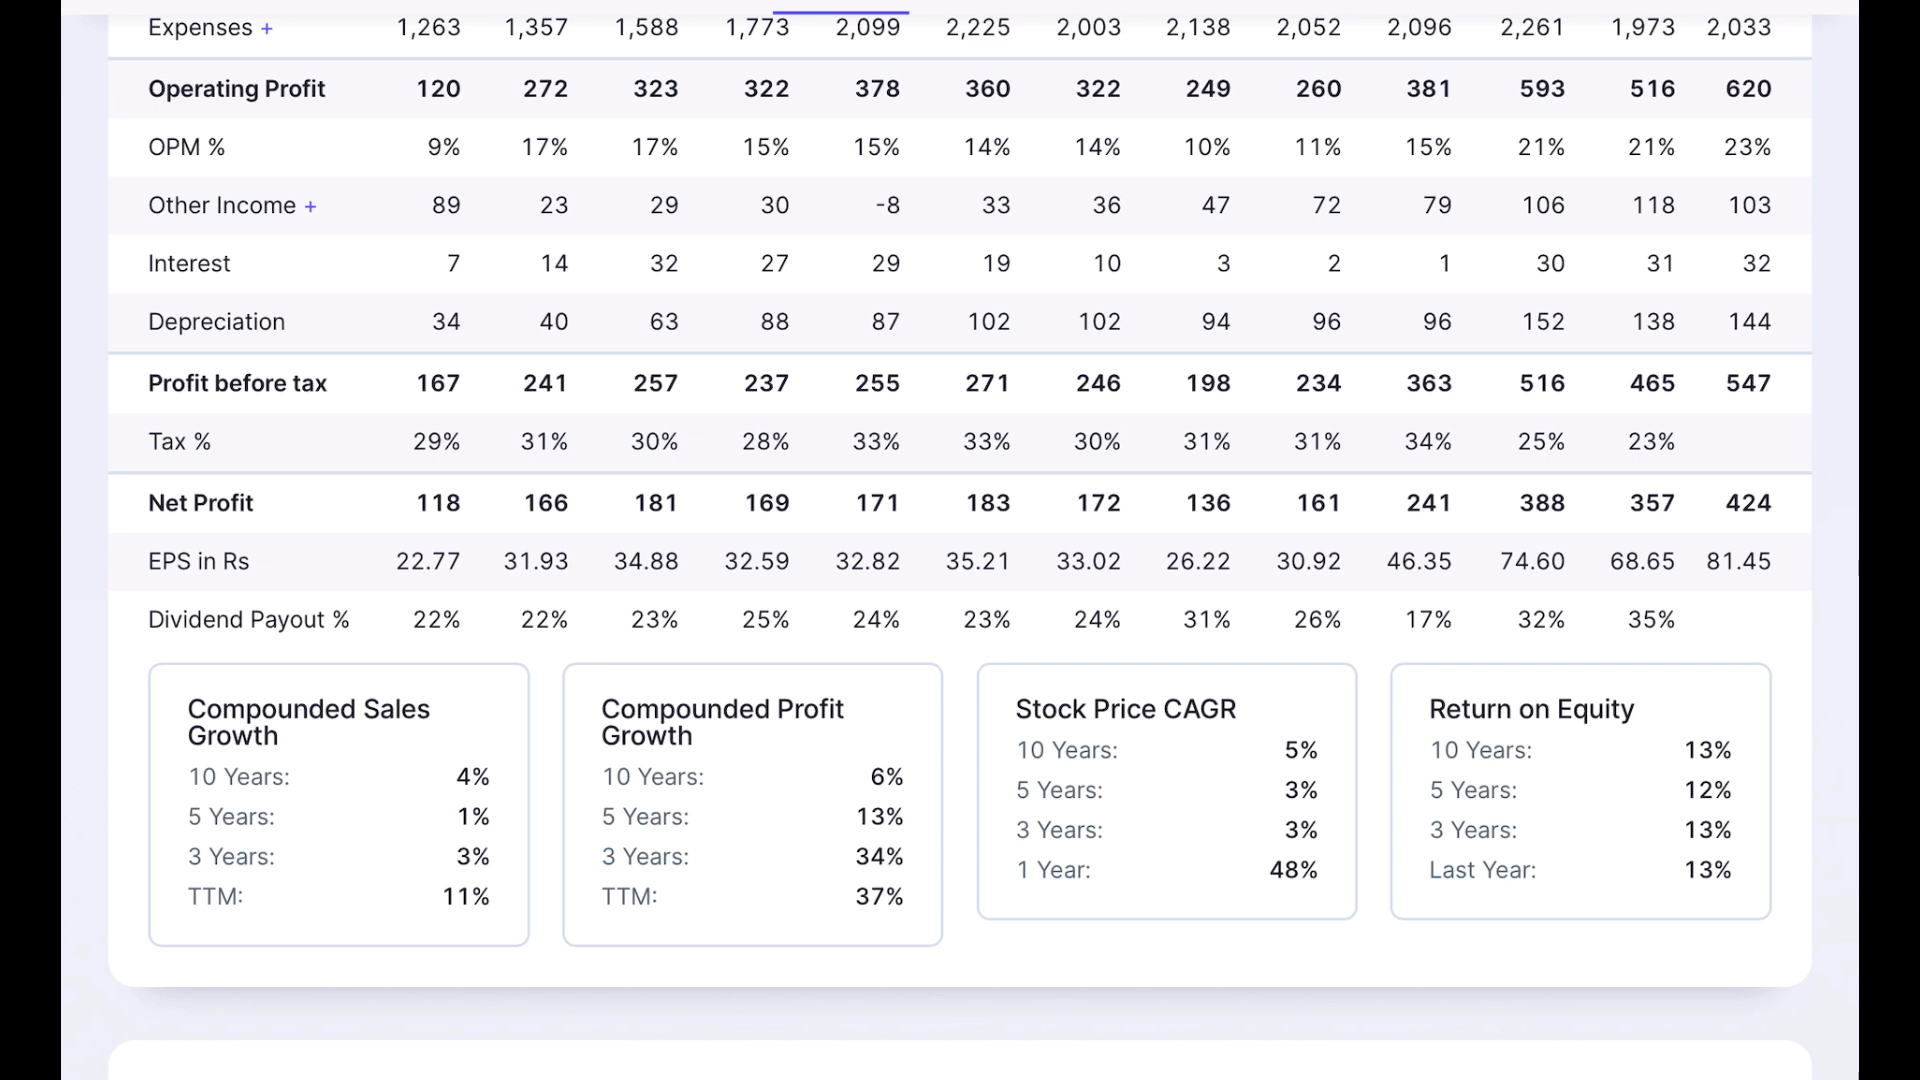 Expenses + 1,263 1,357 1,588 1,773 2,099 2,225 2,003 2,138 2,052 2,096 2,261 1,973 2,033
Operating Profit 120 272 323 322 378 360 322 249 260 381 593 516 620
OPM % 9% 17% 17% 15% 15% 14% 14% 10% 11% 15% 21% 21% 23%
Other Income + 89 23 29 30 -8 33 36 47 72 79 106 118 103
Interest 7 14 32 27 29 19 10 3 2 1 30 31 32
Depreciation 34 40 63 88 87 102 102 94 96 96 152 138 144
Profit before tax 167 241 257 237 255 271 246 198 234 363 516 465 547
Tax % 29% 31% 30% 28% 33% 33% 30% 31% 31% 34% 25% 23%
Net Profit 118 166 181 169 171 183 172 136 161 241 388 357 424
EPS in Rs 22.77 31.93 34.88 32.59 32.82 35.21 33.02 26.22 30.92 46.35 74.60 68.65 81.45
Dividend Payout % 22% 22% 23% 25% 24% 23% 24% 31% 26% 17% 32% 35%
Compounded Sales
Growth
10 Years: 4%
5 Years: 1%
3 Years: 3%
TTM: 11%
Compounded Profit
Growth
10 Years: 6%
5 Years: 13%
3 Years: 34%
TTM: 37%
Stock Price CAGR
10 Years: 5%
5 Years: 3%
3 Years: 3%
1 Year: 48%
Return on Equity
10 Years: 13%
5 Years: 12%
3 Years: 13%
Last Year: 13%